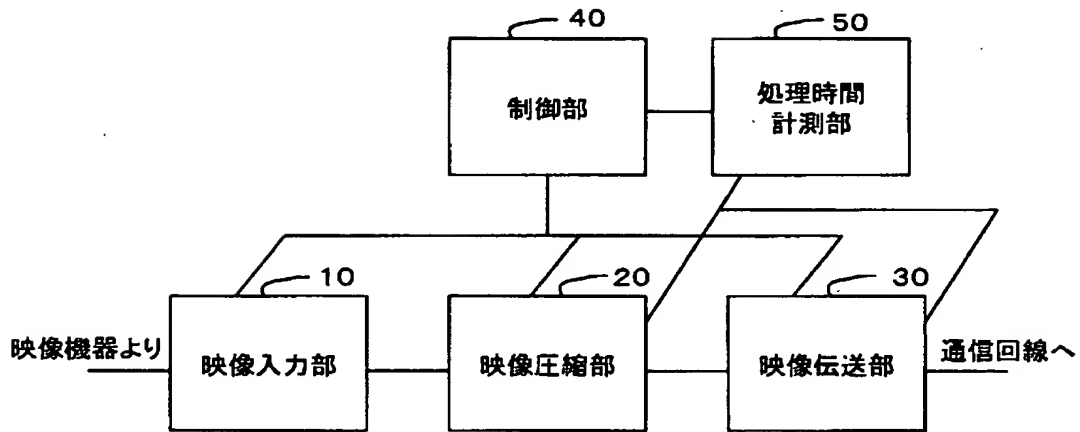 40
50
制御部
処理時間
計測部
10
20
30
映像機器より
映像入力部
映像圧縮部
映像伝送部
通信回線へ